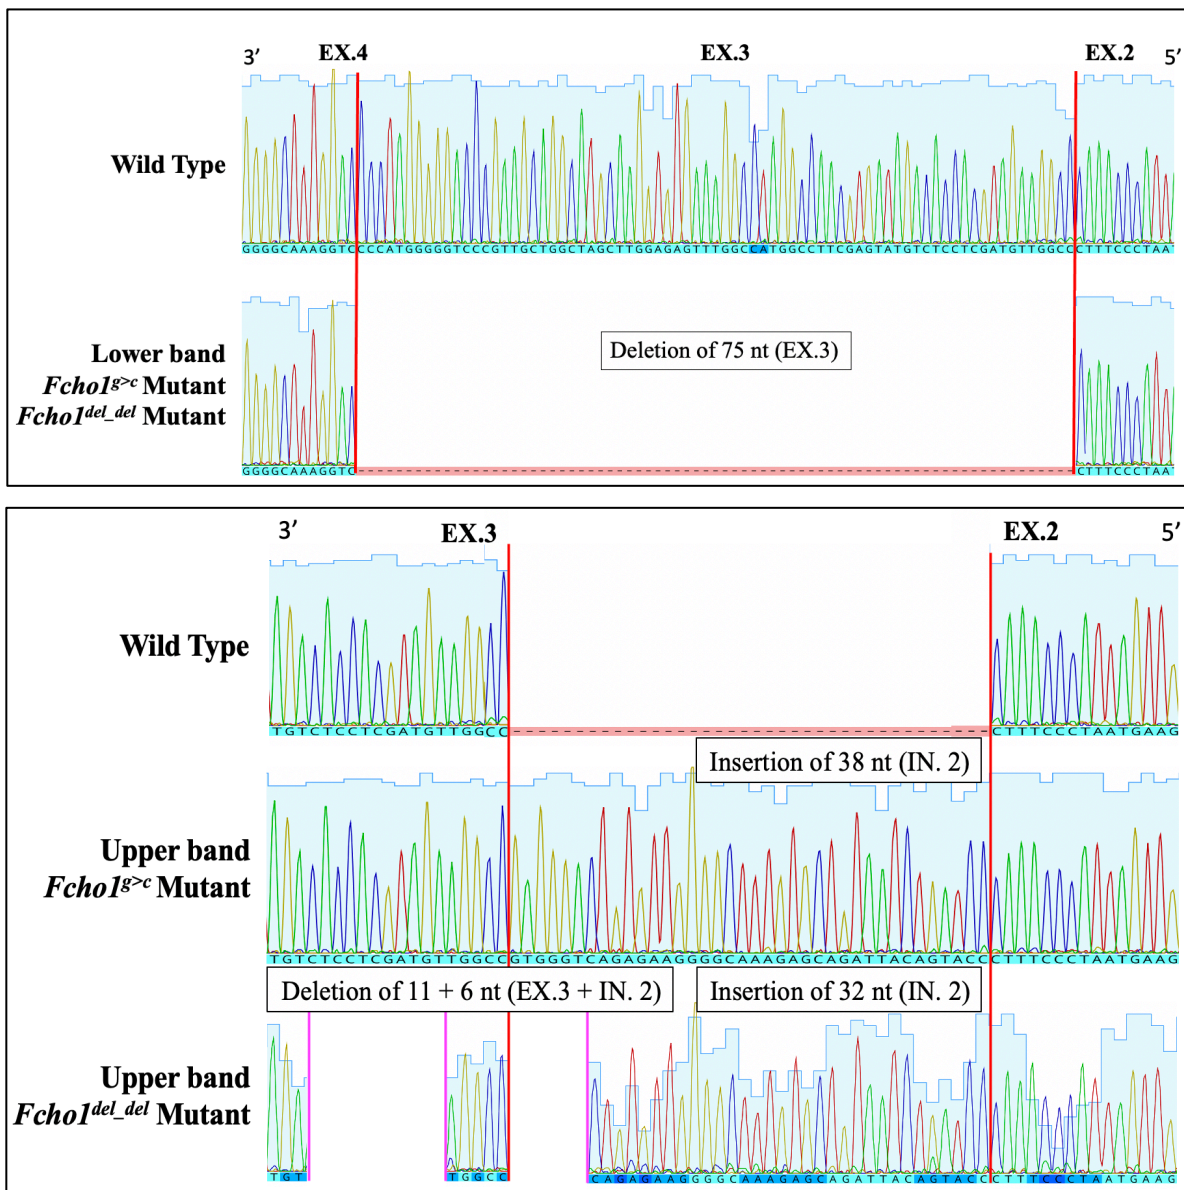 3’ EX.4 EX.3 EX.2 5’
Wild Type
GGGGCAAAGGTCCCCATGGGGGTCCCGTTGCTGGCTAGCTTGGAGAGTTTGGCCATGGCCTTCGAGTATGTCTCCTCGATGTTGGCCCTTTCCCTAA
Lower band
Fcho1g>c Mutant
Fcho1del_del Mutant
Deletion of 75 nt (EX.3)
GGGGCAAAGGTC CTTTCCCTAA
3’ EX.3 EX.2 5’
Wild Type
TGTCTCCTCGATGTTGGCC CTTTCCCTAATGAAG
Insertion of 38 nt (IN. 2)
Upper band
Fcho1g>c Mutant
TGTCTCCTCGATGTTGGCCGTGGGTCAGAGAAGGGGCAAAGAGCAGATTACAGTACCCTTTCCCTAATGAAG
Deletion of 11 + 6 nt (EX.3 + IN. 2) Insertion of 32 nt (IN. 2)
Upper band
Fcho1del_del Mutant
TGT TGGCC CAGAGAAGGGGCAAAGAGCAGATTACAGTACCCTTTCCCTAATGAAG